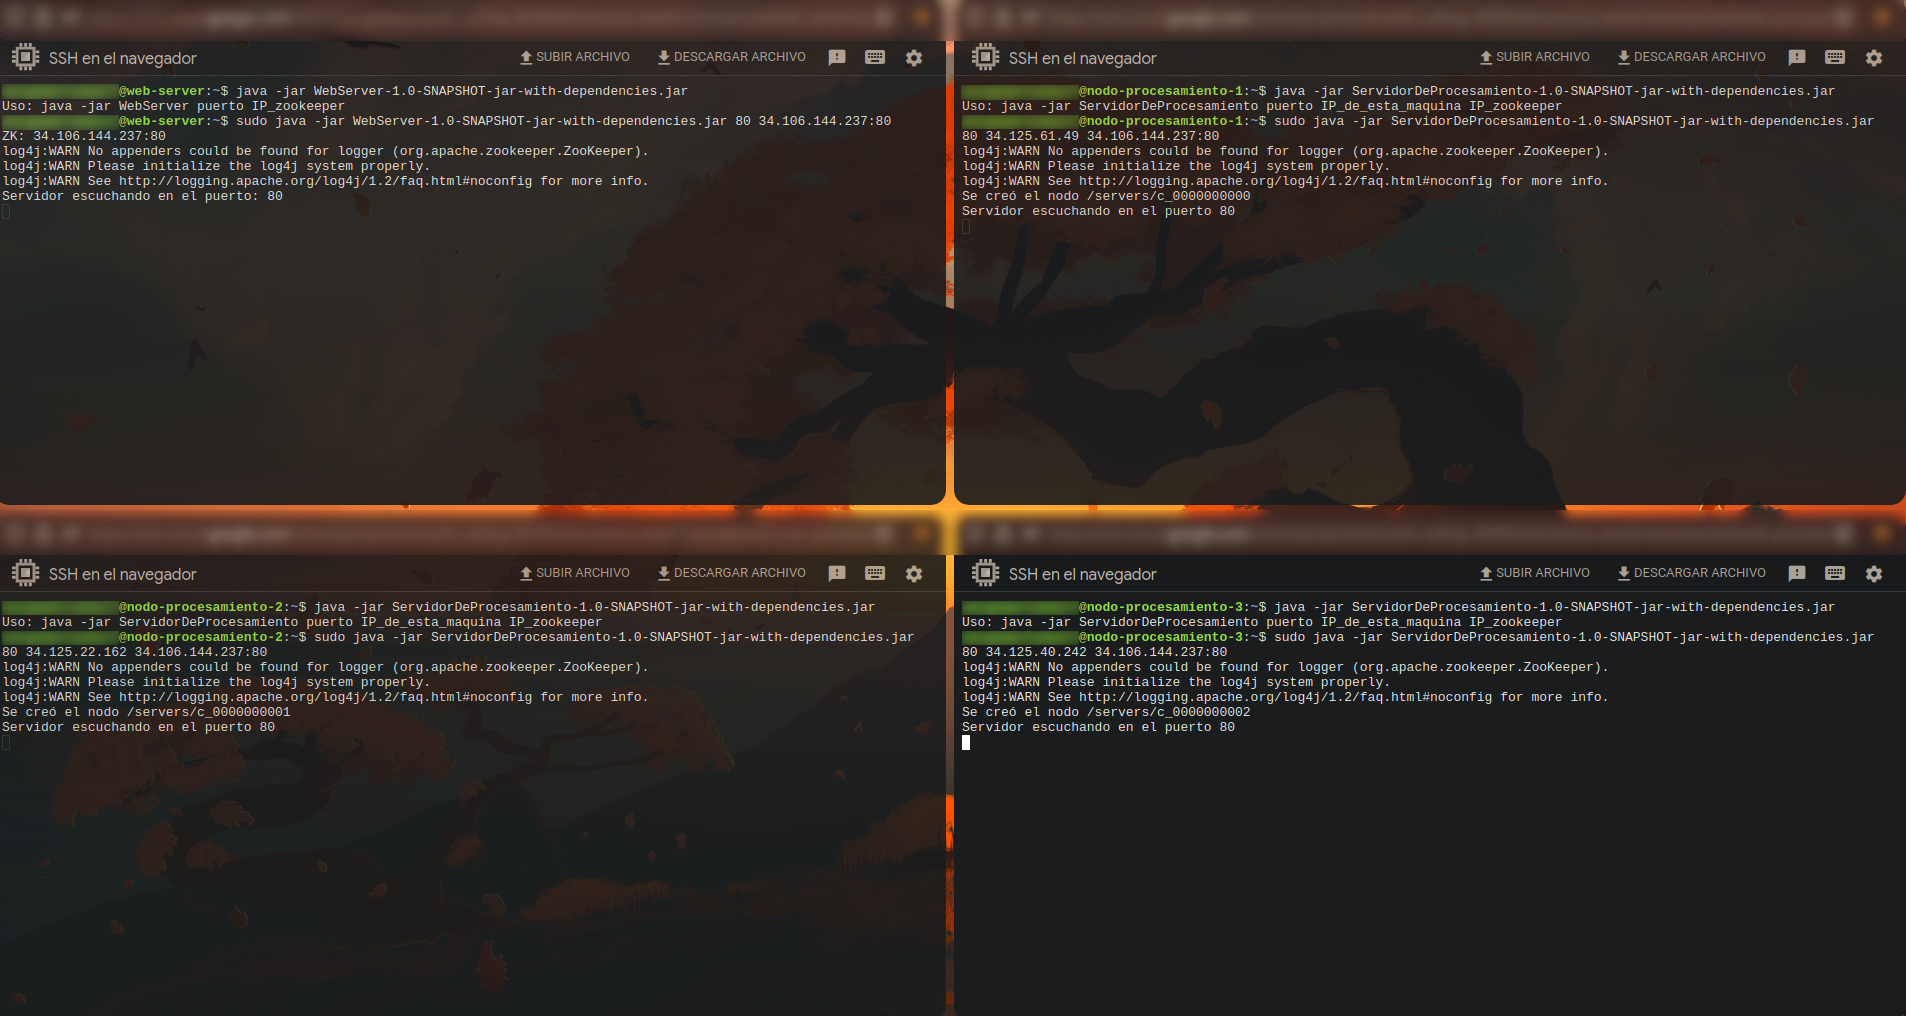 SSH en el navegador SUBIR ARCHIVO DESCARGAR ARCHIVO
@web-server:~$ java -jar WebServer-1.0-SNAPSHOT-jar-with-dependencies.jar
Uso: java -jar WebServer puerto IP_zookeeper
@web-server:~$ sudo java -jar WebServer-1.0-SNAPSHOT-jar-with-dependencies.jar 80 34.106.144.237:80
ZK: 34.106.144.237:80
log4j:WARN No appenders could be found for logger (org.apache.zookeeper.ZooKeeper).
log4j:WARN Please initialize the log4j system properly.
log4j:WARN See http://logging.apache.org/log4j/1.2/faq.html#noconfig for more info.
Servidor escuchando en el puerto: 80
SSH en el navegador SUBIR ARCHIVO DESCARGAR ARCHIVO
@nodo-procesamiento-1:~$ java -jar ServidorDeProcesamiento-1.0-SNAPSHOT-jar-with-dependencies.jar
Uso: java -jar ServidorDeProcesamiento puerto IP_de_esta_maquina IP_zookeeper
@nodo-procesamiento-1:~$ sudo java -jar ServidorDeProcesamiento-1.0-SNAPSHOT-jar-with-dependencies.jar
80 34.125.61.49 34.106.144.237:80
log4j:WARN No appenders could be found for logger (org.apache.zookeeper.ZooKeeper).
log4j:WARN Please initialize the log4j system properly.
log4j:WARN See http://logging.apache.org/log4j/1.2/faq.html#noconfig for more info.
Se creó el nodo /servers/c_0000000000
Servidor escuchando en el puerto 80
SSH en el navegador SUBIR ARCHIVO DESCARGAR ARCHIVO
@nodo-procesamiento-2:~$ java -jar ServidorDeProcesamiento-1.0-SNAPSHOT-jar-with-dependencies.jar
Uso: java -jar ServidorDeProcesamiento puerto IP_de_esta_maquina IP_zookeeper
@nodo-procesamiento-2:~$ sudo java -jar ServidorDeProcesamiento-1.0-SNAPSHOT-jar-with-dependencies.jar
80 34.125.22.162 34.106.144.237:80
log4j:WARN No appenders could be found for logger (org.apache.zookeeper.ZooKeeper).
log4j:WARN Please initialize the log4j system properly.
log4j:WARN See http://logging.apache.org/log4j/1.2/faq.html#noconfig for more info.
Se creó el nodo /servers/c_0000000001
Servidor escuchando en el puerto 80
SSH en el navegador SUBIR ARCHIVO DESCARGAR ARCHIVO
@nodo-procesamiento-3:~$ java -jar ServidorDeProcesamiento-1.0-SNAPSHOT-jar-with-dependencies.jar
Uso: java -jar ServidorDeProcesamiento puerto IP_de_esta_maquina IP_zookeeper
@nodo-procesamiento-3:~$ sudo java -jar ServidorDeProcesamiento-1.0-SNAPSHOT-jar-with-dependencies.jar
80 34.125.40.242 34.106.144.237:80
log4j:WARN No appenders could be found for logger (org.apache.zookeeper.ZooKeeper).
log4j:WARN Please initialize the log4j system properly.
log4j:WARN See http://logging.apache.org/log4j/1.2/faq.html#noconfig for more info.
Se creó el nodo /servers/c_0000000002
Servidor escuchando en el puerto 80